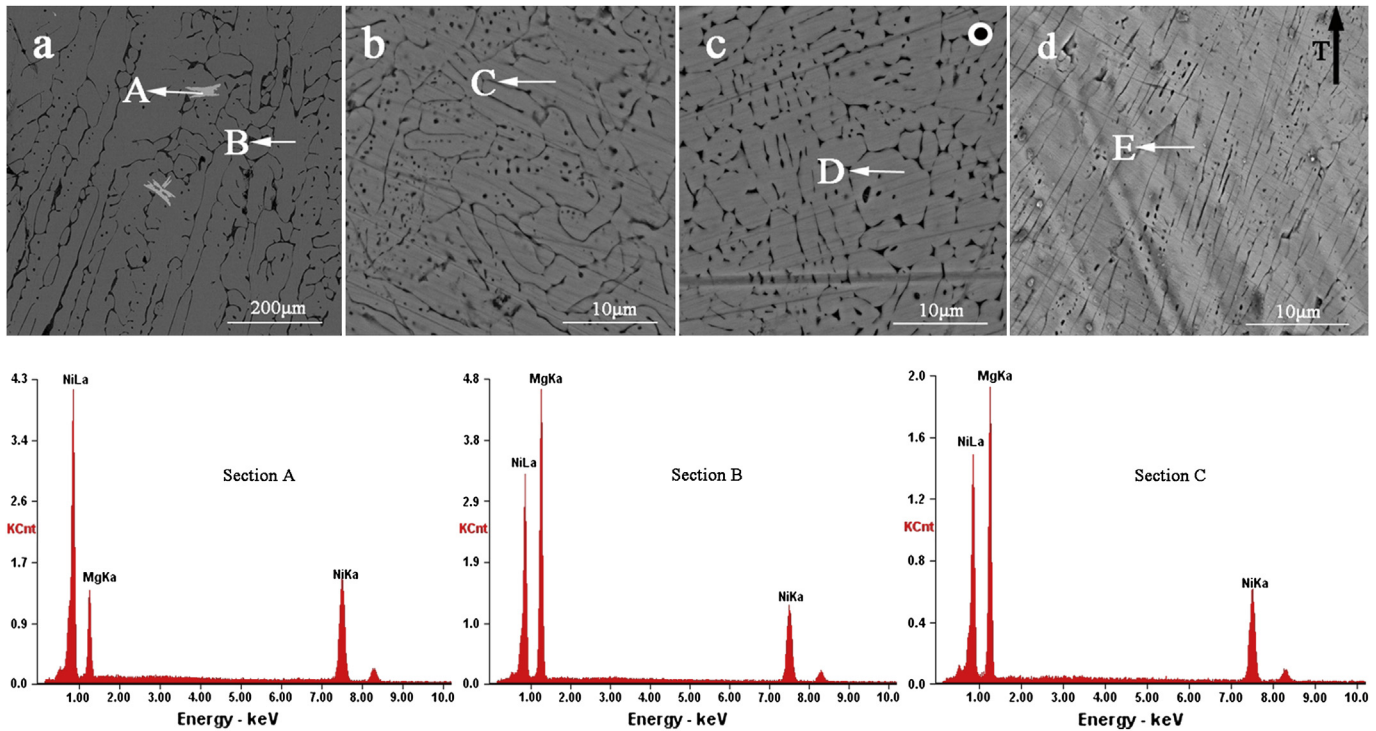 a
b
c
d
T
A
B
C
D
E
200μm
10μm
10μm
10μm
4.3
3.4
2.6
KCnt
1.7
0.9
0.0
NiLa
MgKa
NiKa
Section A
1.00 2.00 3.00 4.00 5.00 6.00 7.00 8.00 9.00 10.0
Energy - keV
4.8
3.8
2.9
KCnt
1.9
1.0
0.0
MgKa
NiLa
NiKa
Section B
1.00 2.00 3.00 4.00 5.00 6.00 7.00 8.00 9.00 10.0
Energy - keV
2.0
1.6
1.2
KCnt
0.8
0.4
0.0
MgKa
NiLa
NiKa
Section C
1.00 2.00 3.00 4.00 5.00 6.00 7.00 8.00 9.00 10.0
Energy - keV